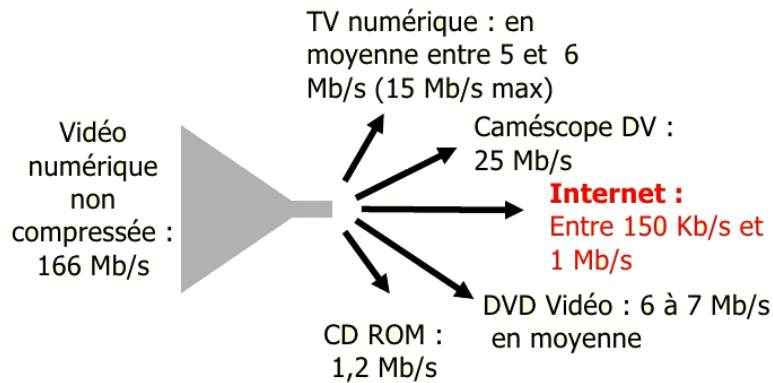 TV numérique : en
moyenne entre 5 et 6
Mb/s (15 Mb/s max)
Vidéo
numérique
non
compressée :
166 Mb/s
Caméscope DV :
25 Mb/s
Internet :
Entre 150 Kb/s et
1 Mb/s
DVD Vidéo : 6 à 7 Mb/s
en moyenne
CD ROM :
1,2 Mb/s